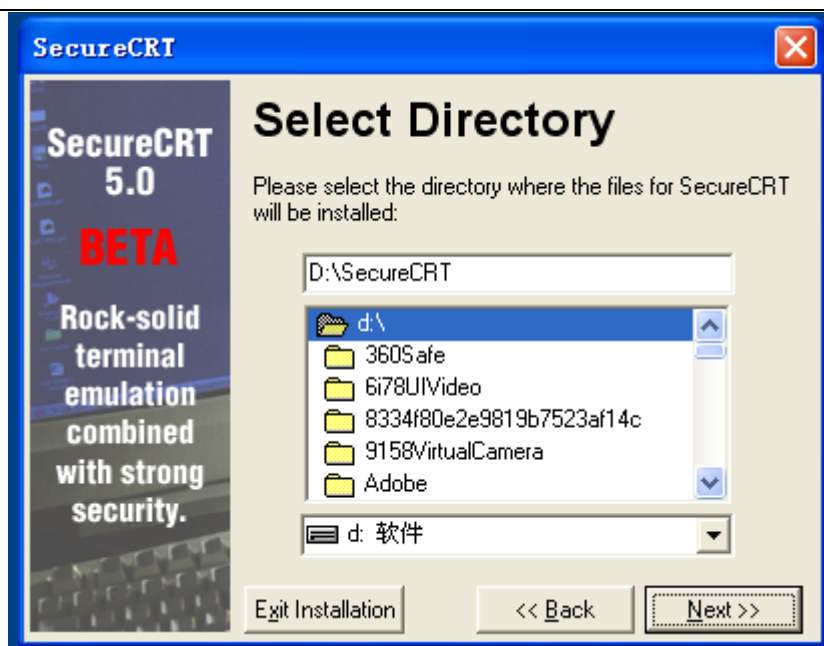 SecureCRT
SecureCRT
5.0
BETA
Rock-solid
terminal
emulation
combined
with strong
security.
Select Directory
Please select the directory where the files for SecureCRT
will be installed:
D:\SecureCRT
d:\
360Safe
6i78UIVideo
8334f80e2e9819b7523af14c
9158VirtualCamera
Adobe
d: 软件
Exit Installation
<< Back
Next >>